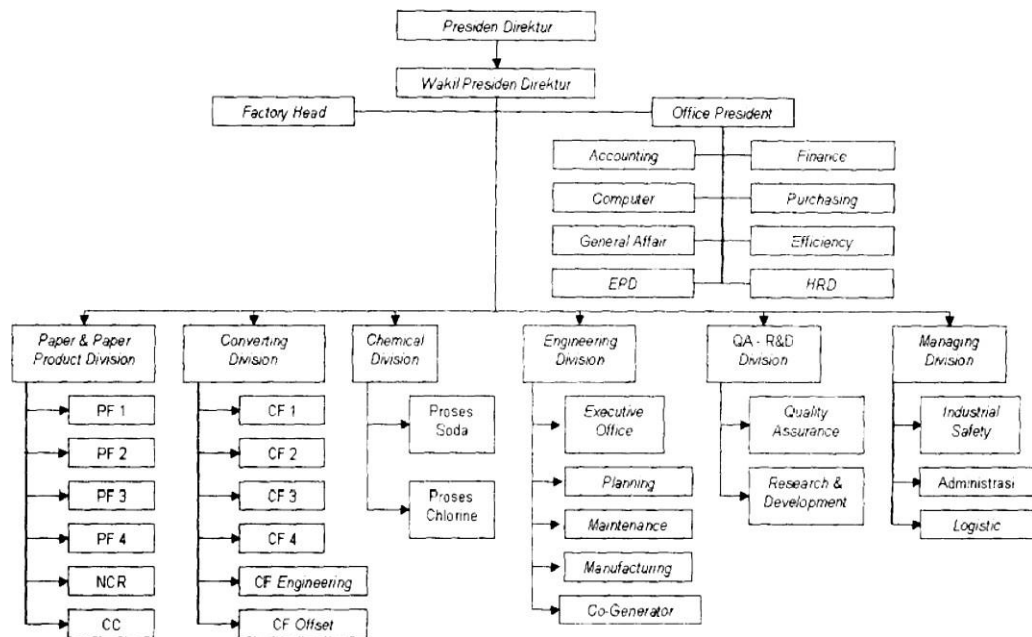 Presiden Direktur
Wakil Presiden Direktur
Factory Head
Office President
Accounting
Finance
Computer
Purchasing
General Affair
Efficiency
EPD
HRD
Paper & Paper
Product Division
Converting
Division
Chemical
Division
Engineering
Division
QA - R&D
Division
Managing
Division
PF 1
PF 2
PF 3
PF 4
NCR
CC
CF 1
CF 2
CF 3
CF 4
CF Engineering
CF Offset
Proses
Soda
Proses
Chlorine
Executive
Office
Planning
Maintenance
Manufacturing
Co-Generator
Quality
Assurance
Research &
Development
Industrial
Safety
Administrasi
Logistic